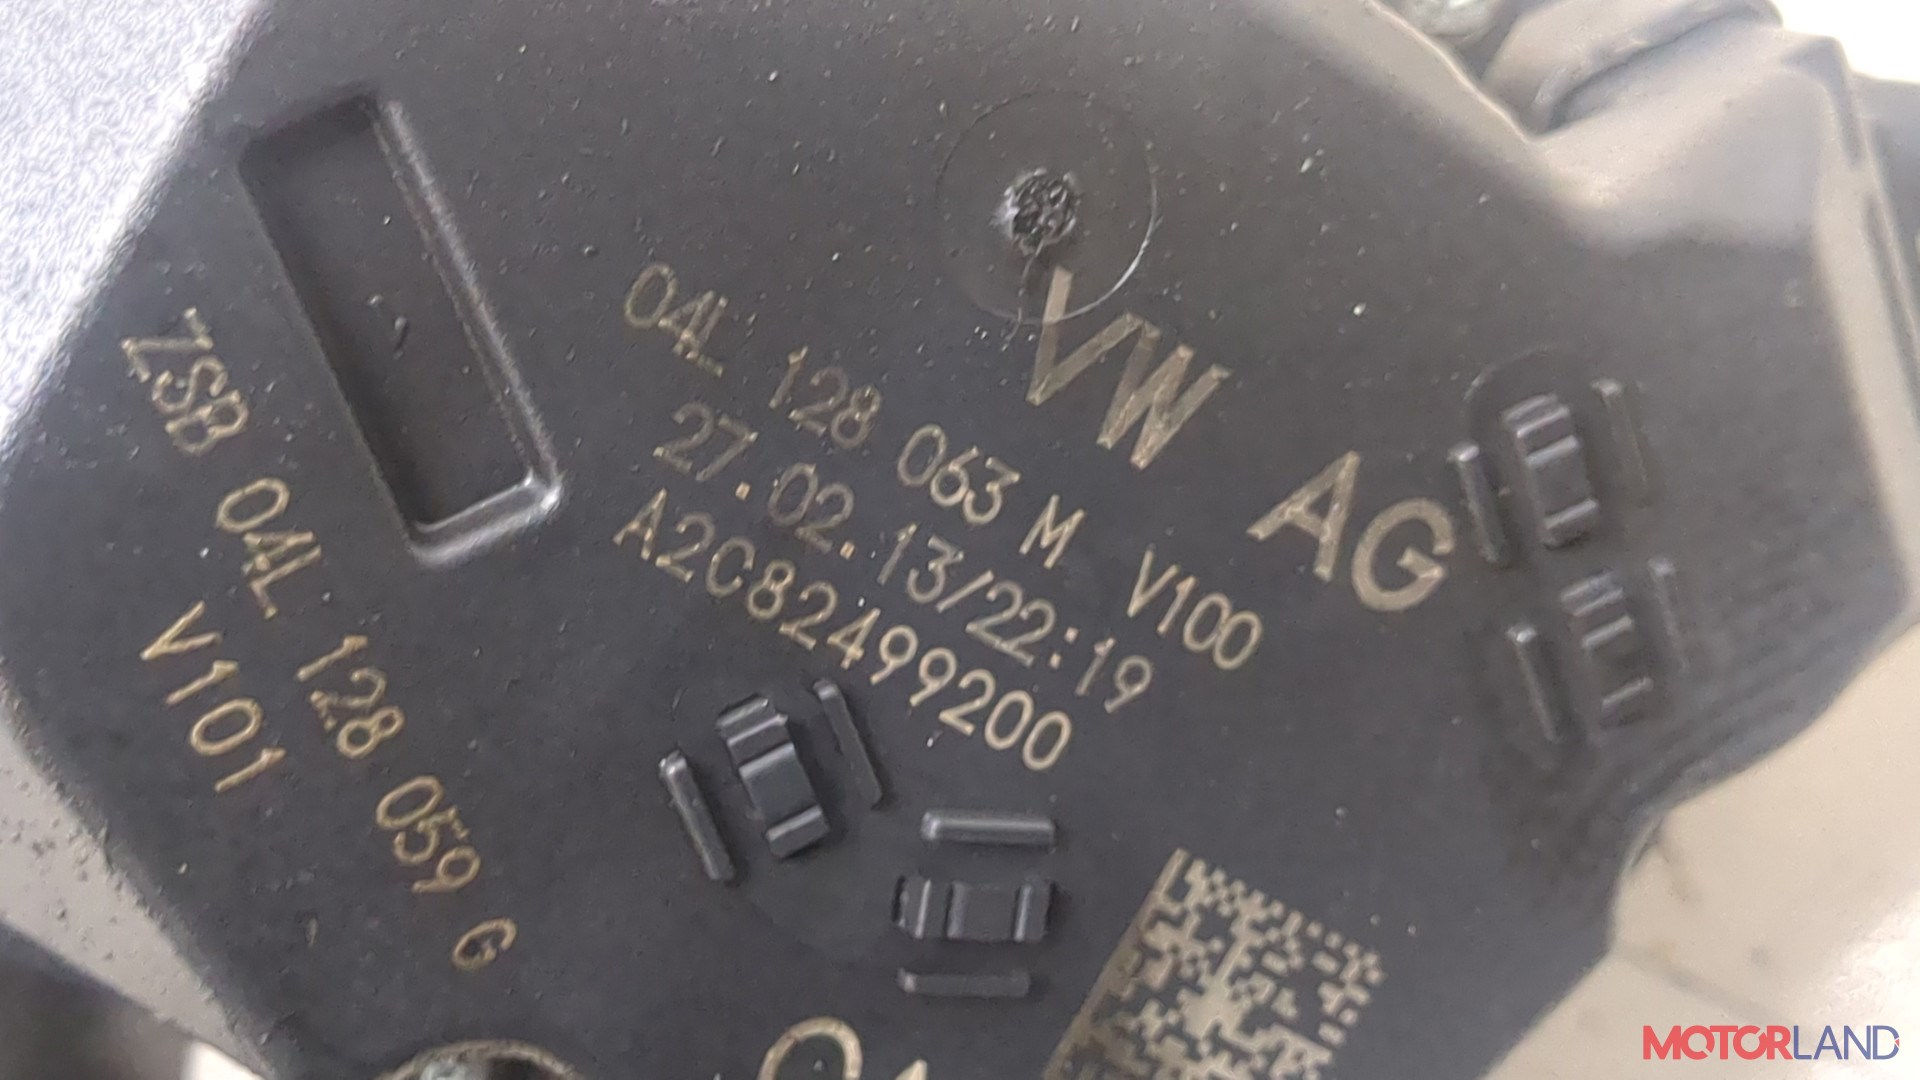 VW AG
04L 128 063 M V100
27.02.13/22:19
A2C82499200
ZSB 04L 128 059 G
V101
MOTORLAND